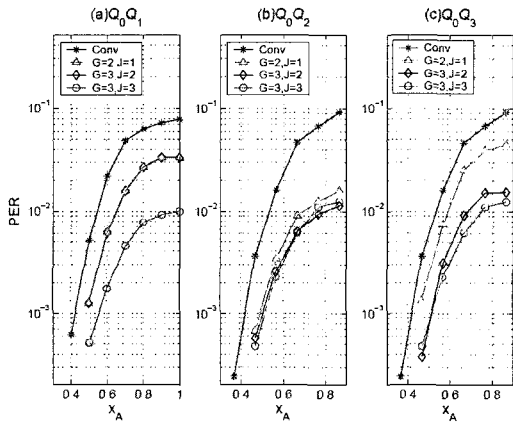 (a)Q₀Q₁
(b)Q₀Q₂
(c)Q₀Q₃
Conv
G=2,J=1
G=3,J=2
G=3,J=3
Conv
G=2,J=1
G=3,J=2
G=3,J=3
Conv
G=2,J=1
G=3,J=2
G=3,J=3
PER
10⁻¹
10⁻²
10⁻³
10⁻¹
10⁻²
10⁻³
10⁻¹
10⁻²
10⁻³
0 4 0 6 0 8 1
0 4 0 6 0 8
0 4 0 6 0 8
x_A
x_A
x_A